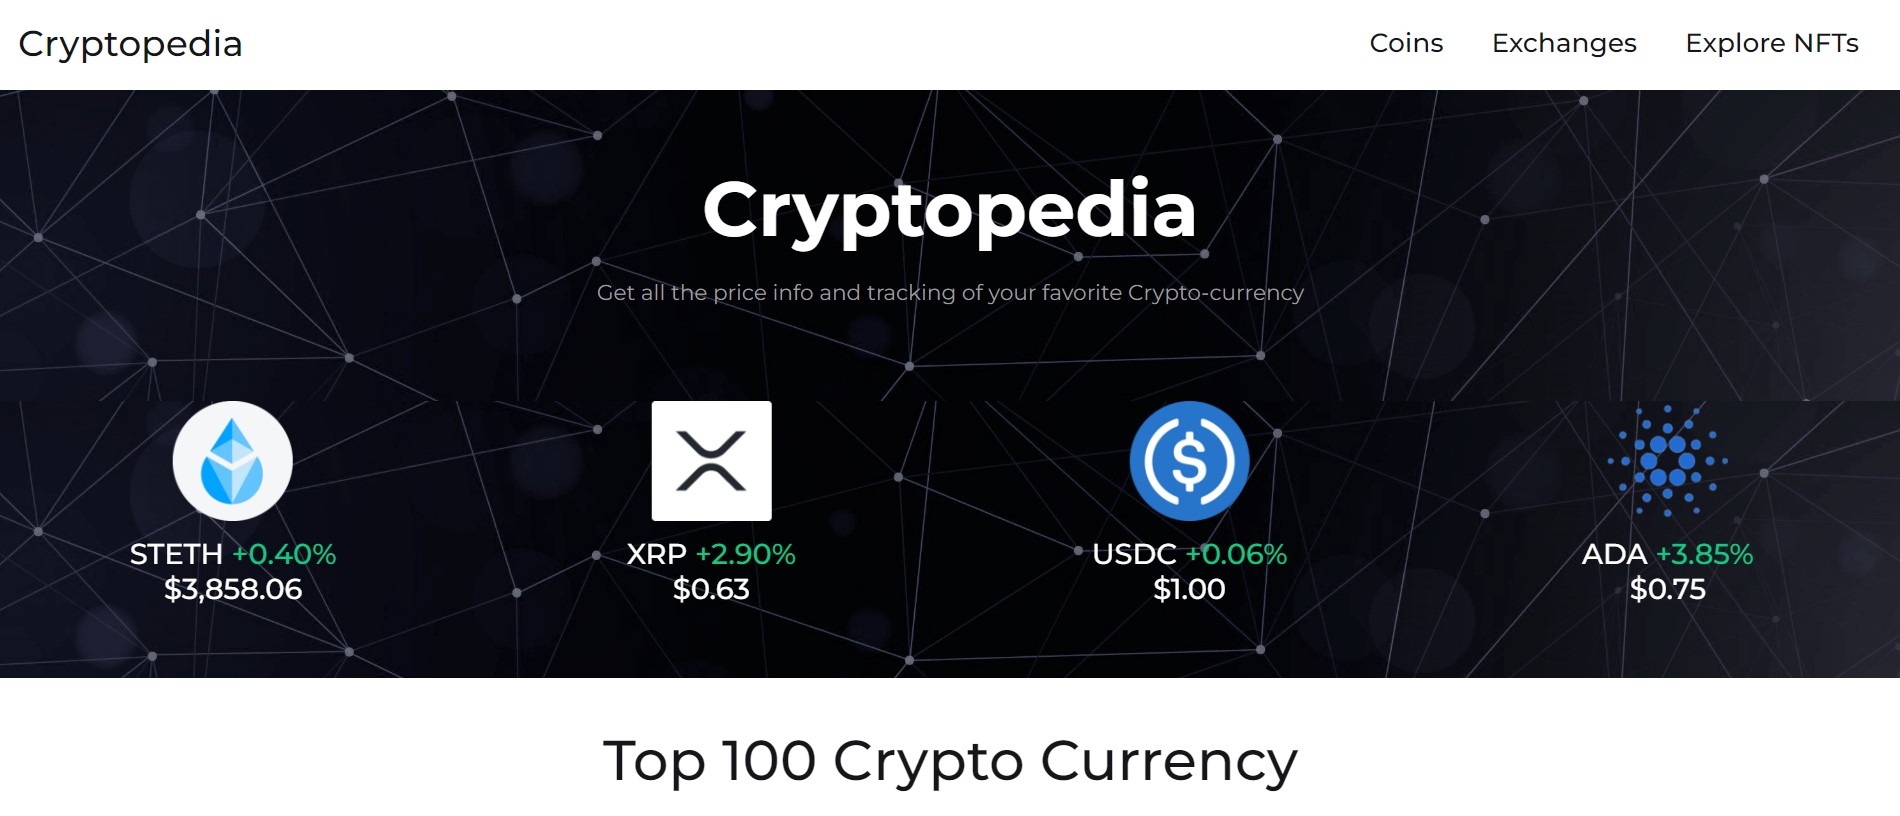 Cryptopedia
Coins Exchanges Explore NFTs
Cryptopedia
Get all the price info and tracking of your favorite Crypto-currency
STETH +0.40%
$3,858.06
XRP +2.90%
$0.63
USDC +0.06%
$1.00
ADA +3.85%
$0.75
Top 100 Crypto Currency